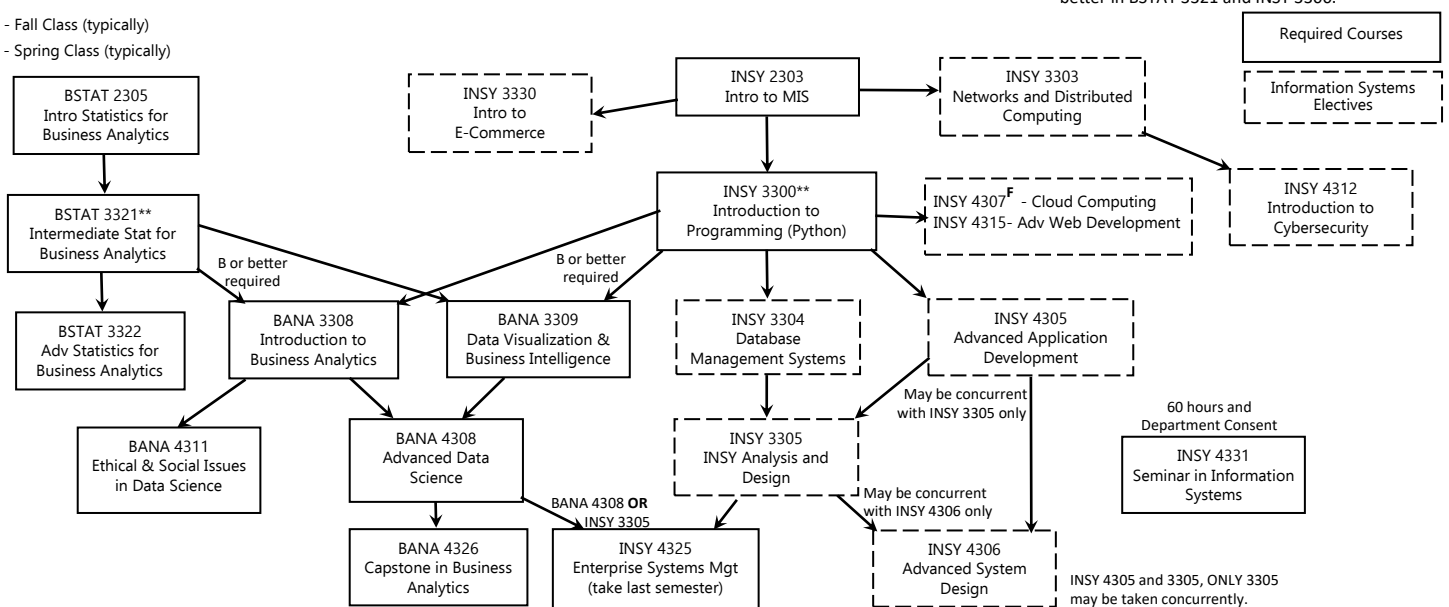 better in BSTAT 3321 and INSY 3300.
- Fall Class (typically)
- Spring Class (typically)
Required Courses
Information Systems
Electives
BSTAT 2305
Intro Statistics for
Business Analytics
INSY 3330
Intro to
E-Commerce
INSY 2303
Intro to MIS
INSY 3303
Networks and Distributed
Computing
BSTAT 3321**
Intermediate Stat for
Business Analytics
INSY 3300**
Introduction to
Programming (Python)
INSY 4307F - Cloud Computing
INSY 4315- Adv Web Development
INSY 4312
Introduction to
Cybersecurity
B or better
required
B or better
required
BSTAT 3322
Adv Statistics for
Business Analytics
BANA 3308
Introduction to
Business Analytics
BANA 3309
Data Visualization &
Business Intelligence
INSY 3304
Database
Management Systems
INSY 4305
Advanced Application
Development
May be concurrent
with INSY 3305 only
60 hours and
Department Consent
BANA 4311
Ethical & Social Issues
in Data Science
BANA 4308
Advanced Data
Science
INSY 3305
INSY Analysis and
Design
INSY 4331
Seminar in Information
Systems
BANA 4308 OR
INSY 3305
May be concurrent
with INSY 4306 only
BANA 4326
Capstone in Business
Analytics
INSY 4325
Enterprise Systems Mgt
(take last semester)
INSY 4306
Advanced System
Design
INSY 4305 and 3305, ONLY 3305
may be taken concurrently.